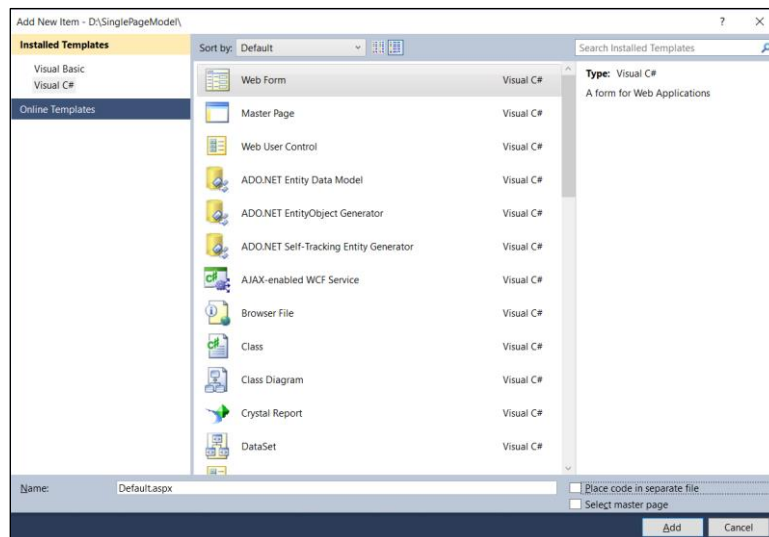 Add New Item - D:\SinglePageModel\
Installed Templates
Visual Basic
Visual C#
Online Templates
Sort by: Default
Search Installed Templates
Web Form Visual C#
Master Page Visual C#
Web User Control Visual C#
ADO.NET Entity Data Model Visual C#
ADO.NET EntityObject Generator Visual C#
ADO.NET Self-Tracking Entity Generator Visual C#
AJAX-enabled WCF Service Visual C#
Browser File Visual C#
Class Visual C#
Class Diagram Visual C#
Crystal Report Visual C#
DataSet Visual C#
Type: Visual C#
A form for Web Applications
Name: Default.aspx
Place code in separate file
Select master page
Add Cancel